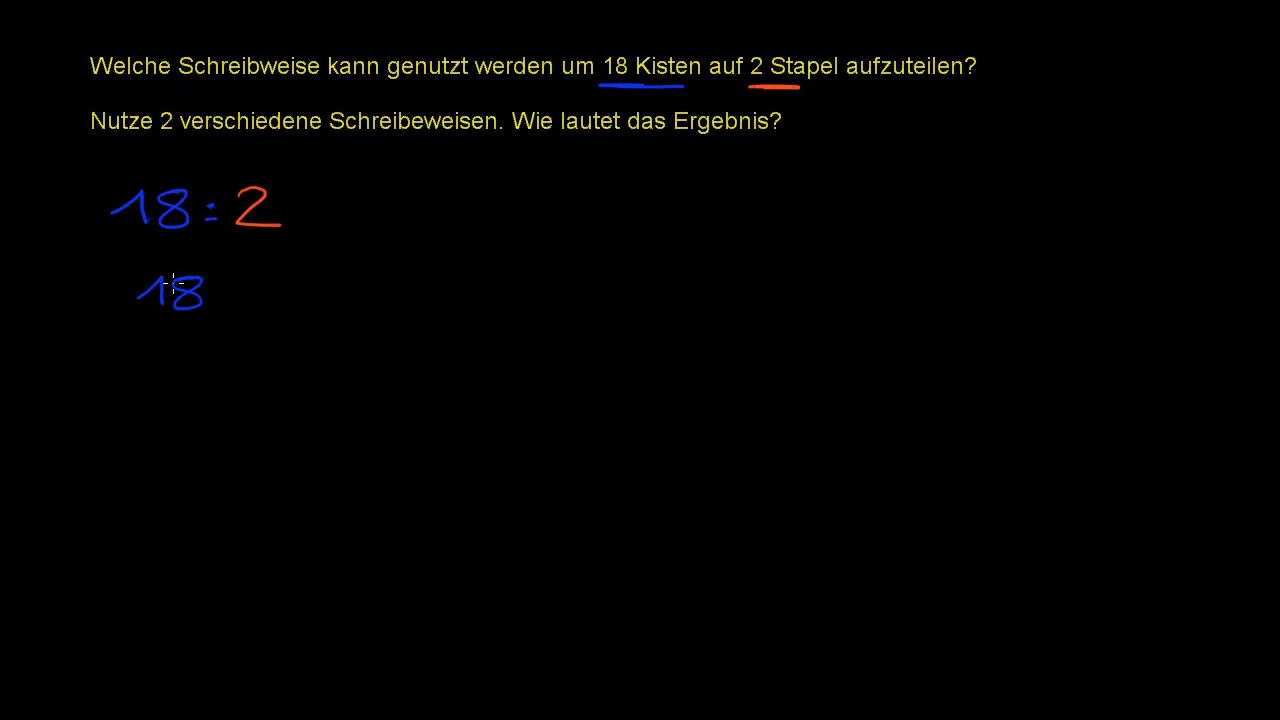 Welche Schreibweise kann genutzt werden um 18 Kisten auf 2 Stapel aufzuteilen?
Nutze 2 verschiedene Schreibeweisen. Wie lautet das Ergebnis?
18 : 2
18